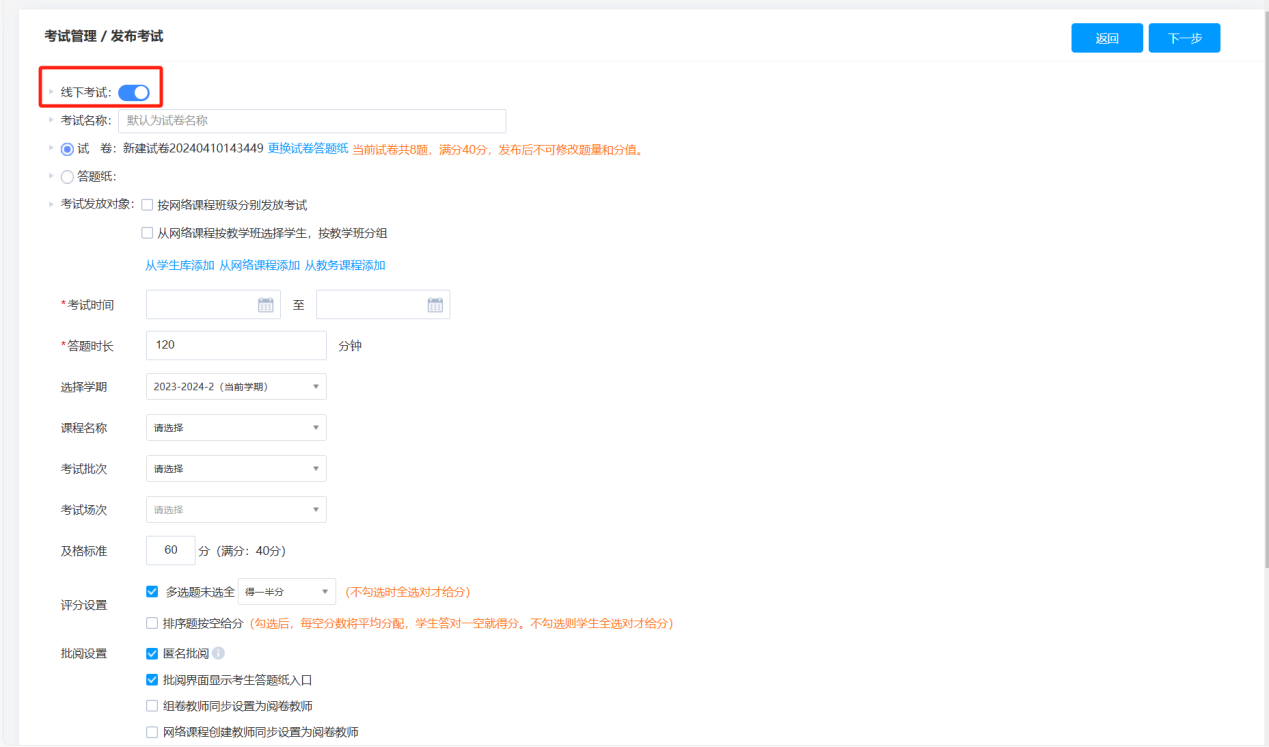 考试管理 / 发布考试
返回
下一步
线下考试：
考试名称： 默认为试卷名称
试 卷：新建试卷20240410143449 更换试卷答题纸 当前试卷共8题，满分40分，发布后不可修改题量和分值。
答题纸：
考试发放对象： 按网络课程班级分别发放考试
从网络课程按教学班选择学生，按教学班分组
从学生库添加 从网络课程添加 从教务课程添加
*考试时间 至
*答题时长 120 分钟
选择学期 2023-2024-2（当前学期）
课程名称 请选择
考试批次 请选择
考试场次 请选择
及格标准 60 分（满分：40分）
评分设置
多选题未选全 得一半分 （不勾选时全选对才给分）
排序题按空给分（勾选后，每空分数将平均分配，学生答对一空就得分。不勾选则学生全选对才给分）
批阅设置 匿名批阅
批阅界面显示考生答题纸入口
组卷教师同步设置为阅卷教师
网络课程创建教师同步设置为阅卷教师